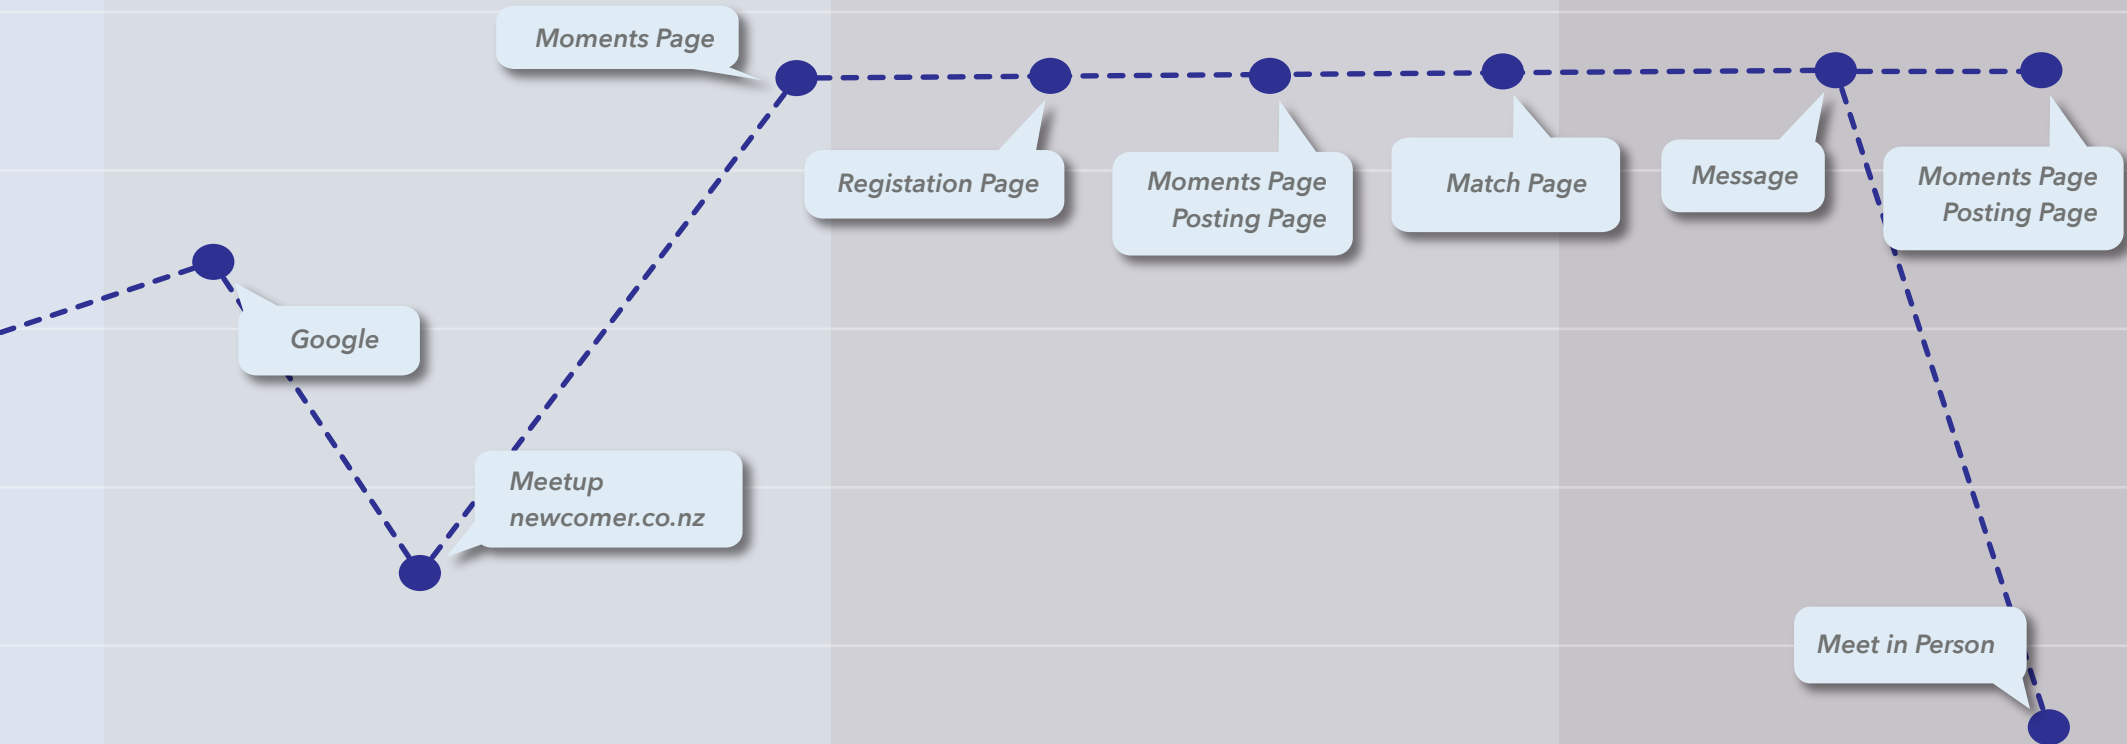 Moments Page
Registation Page
Moments Page
Posting Page
Match Page
Message
Moments Page
Posting Page
Google
Meetup
newcomer.co.nz
Meet in Person